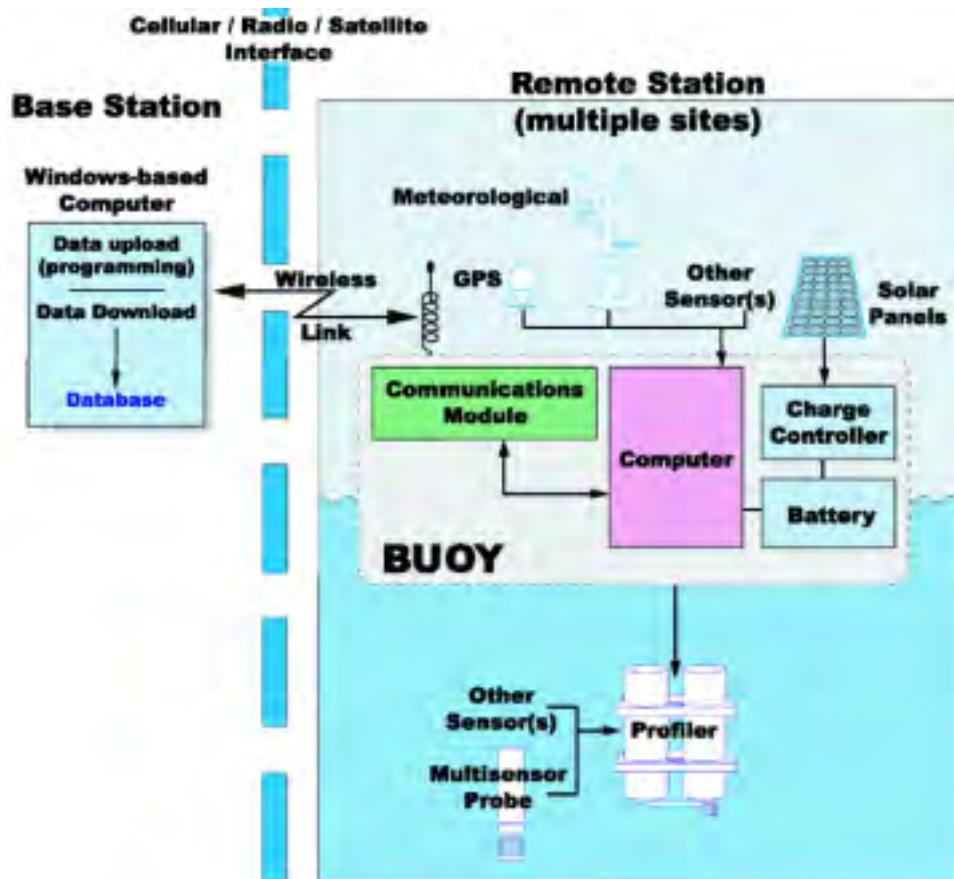 Cellular / Radio / Satellite
Interface
Base Station
Remote Station
(multiple sites)
Windows-based
Computer
Data upload
(programming)
Data Download
Database
Wireless
Link
Meteorological
GPS
Other
Sensor(s)
Solar
Panels
Communications
Module
Computer
Charge
Controller
Battery
BUOY
Other
Sensor(s)
Multisensor
Probe
Profiler